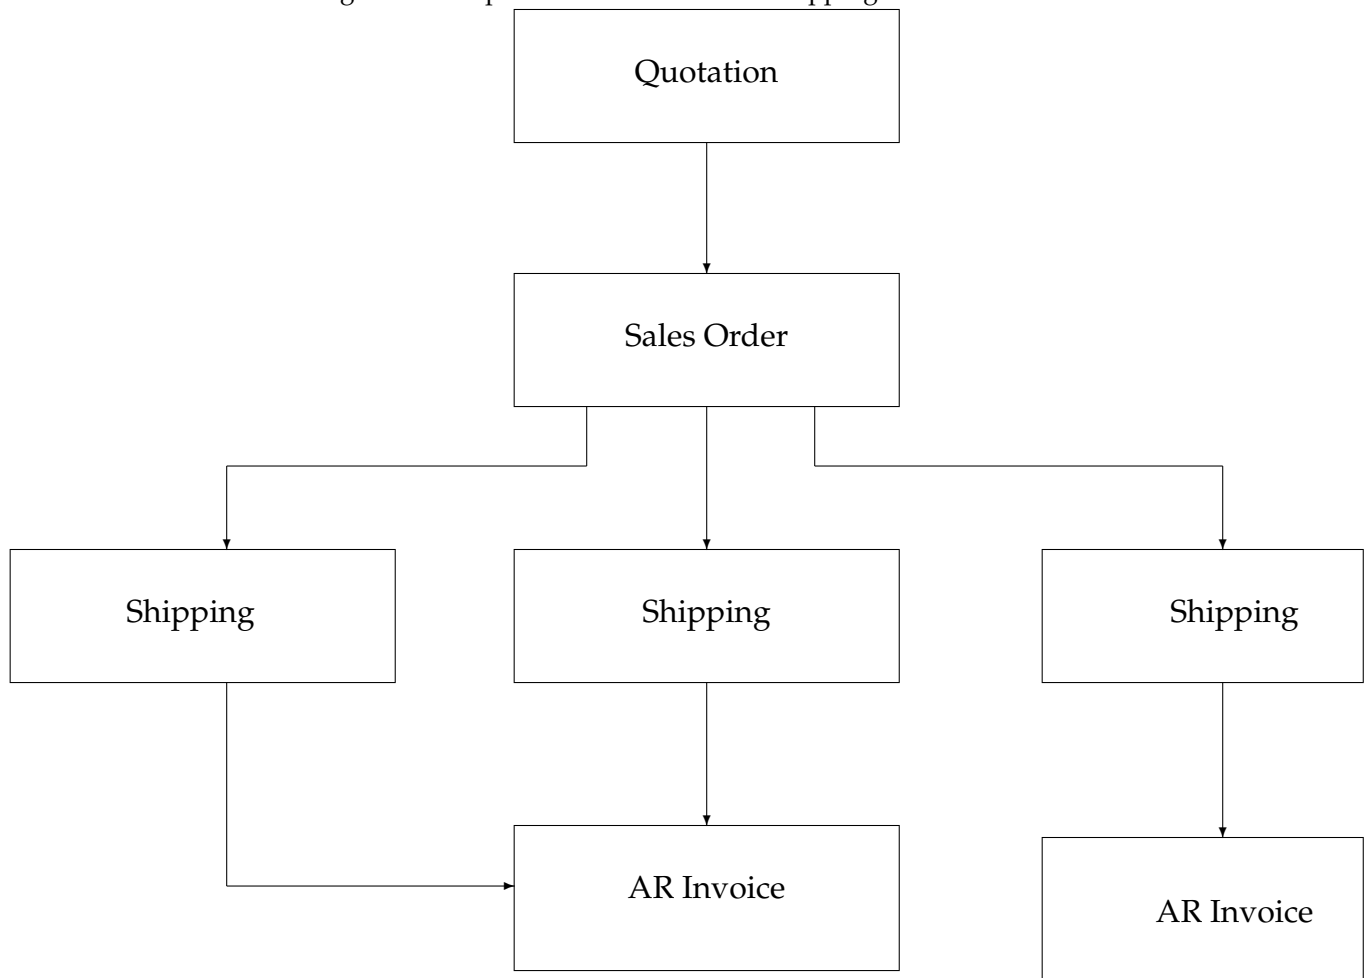 Quotation
Sales Order
Shipping
Shipping
Shipping
AR Invoice
AR Invoice